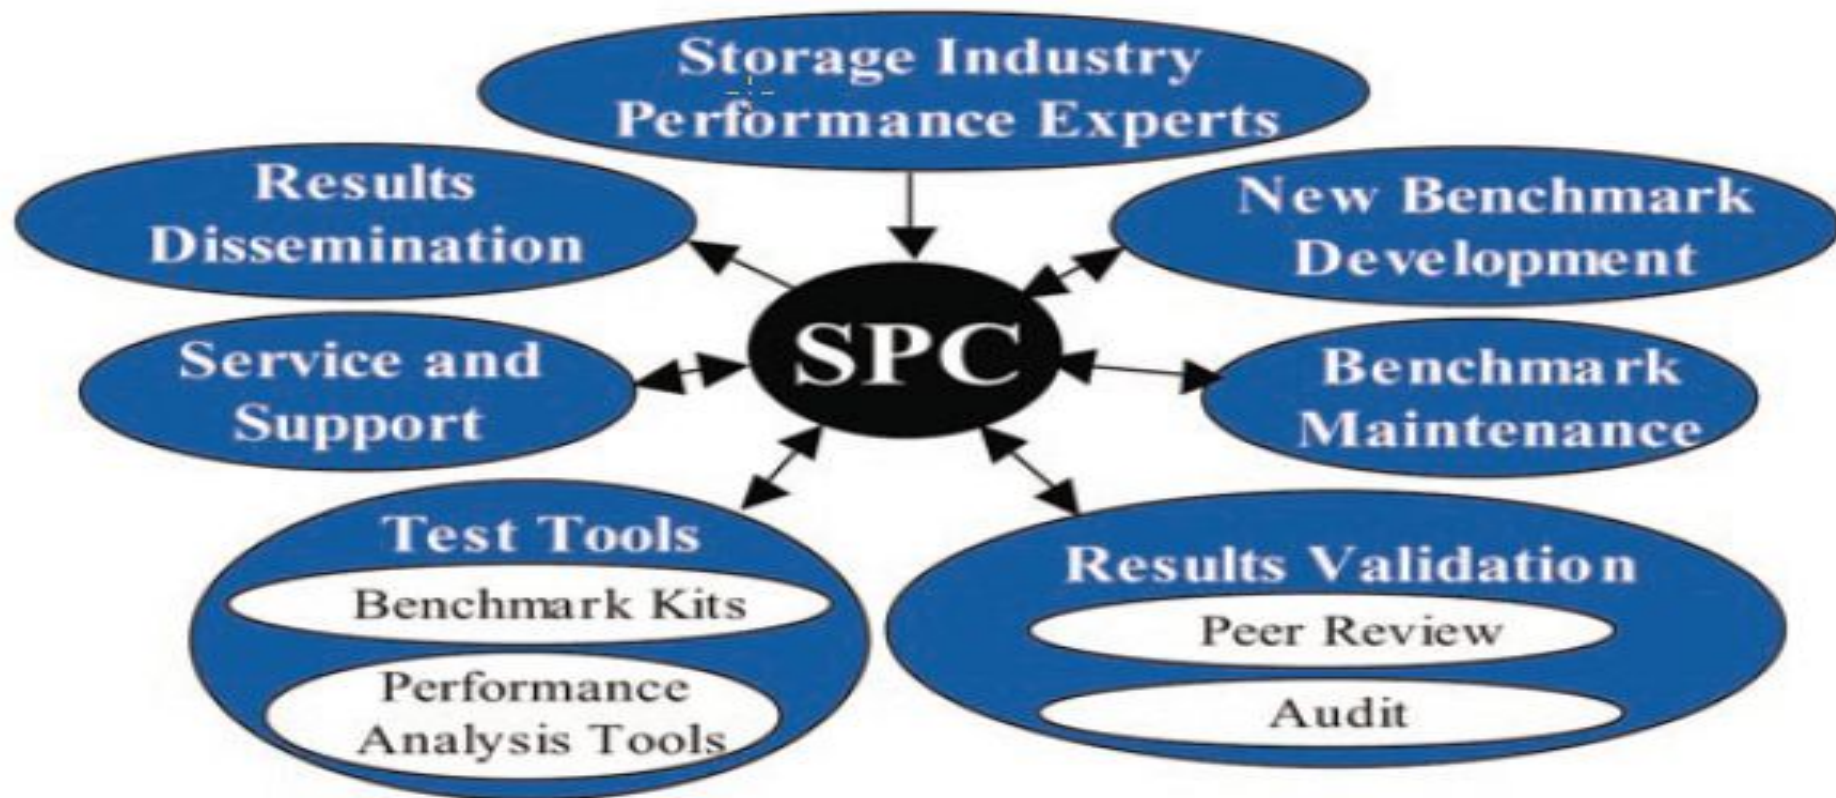 Storage Industry
Performance Experts
Results
Dissemination
New Benchmark
Development
SPC
Service and
Support
Benchmark
Maintenance
Test Tools
Benchmark Kits
Performance
Analysis Tools
Results Validation
Peer Review
Audit